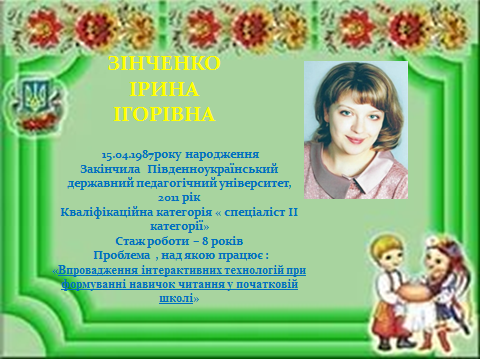 ЗІНЧЕНКО
ІРИНА
ІГОРІВНА
15.04.1987року народження
Закінчила Південноукраїнський
державний педагогічний університет,
2011 рік
Кваліфікаційна категорія « спеціаліст ІІ
категорії»
Стаж роботи – 8 років
Проблема , над якою працює :
«Впровадження інтерактивних технологій при
формуванні навичок читання у початковій
школі»